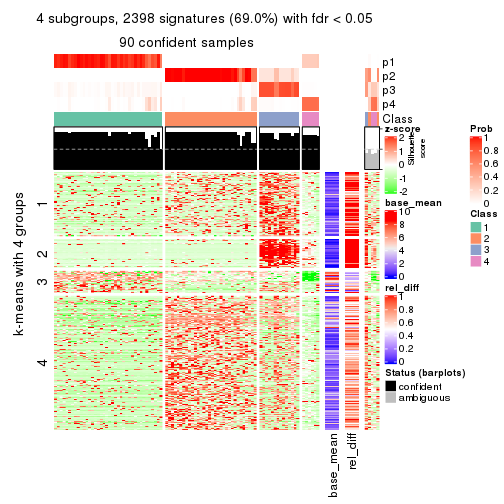 4 subgroups, 2398 signatures (69.0%) with fdr < 0.05
90 confident samples
p1
p2
p3
p4
Class
Silhouette
score
k-means with 4 groups
1
2
3
4
base_mean
rel_diff
z-score
2
1
0
-1
-2
base_mean
10
8
6
4
2
0
rel_diff
1
0.8
0.6
0.4
0.2
0
Status (barplots)
confident
ambiguous
Prob
1
0.8
0.6
0.4
0.2
0
Class
1
2
3
4